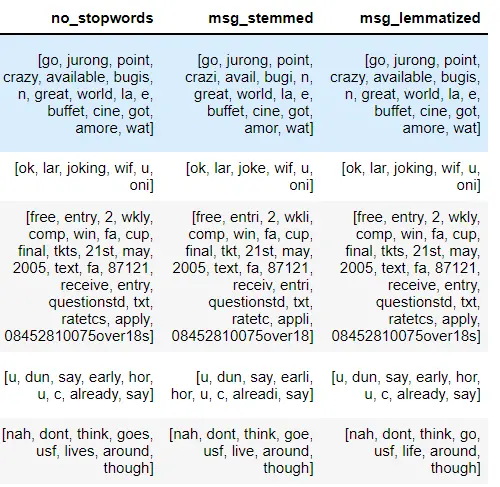 no_stopwords msg_stemmed msg_lemmatized
[go, jurong, point, crazy, available, bugis, n, great, world, la, e, buffet, cine, got, amore, wat] [go, jurong, point, crazi, avail, bugi, n, great, world, la, e, buffet, cine, got, amor, wat] [go, jurong, point, crazy, available, bugis, n, great, world, la, e, buffet, cine, got, amore, wat]
[ok, lar, joking, wif, u, oni] [ok, lar, joke, wif, u, oni] [ok, lar, joking, wif, u, oni]
[free, entry, 2, wkly, comp, win, fa, cup, final, tkts, 21st, may, 2005, text, fa, 87121, receive, entry, questionstd, txt, ratetcs, apply, 08452810075over18s] [free, entri, 2, wkli, comp, win, fa, cup, final, tkt, 21st, may, 2005, text, fa, 87121, receiv, entri, questionstd, txt, ratetc, appli, 08452810075over18] [free, entry, 2, wkly, comp, win, fa, cup, final, tkts, 21st, may, 2005, text, fa, 87121, receive, entry, questionstd, txt, ratetcs, apply, 08452810075over18s]
[u, dun, say, early, hor, u, c, already, say] [u, dun, say, earli, hor, u, c, alreadi, say] [u, dun, say, early, hor, u, c, already, say]
[nah, dont, think, goes, usf, lives, around, though] [nah, dont, think, goe, usf, live, around, though] [nah, dont, think, go, usf, life, around, though]